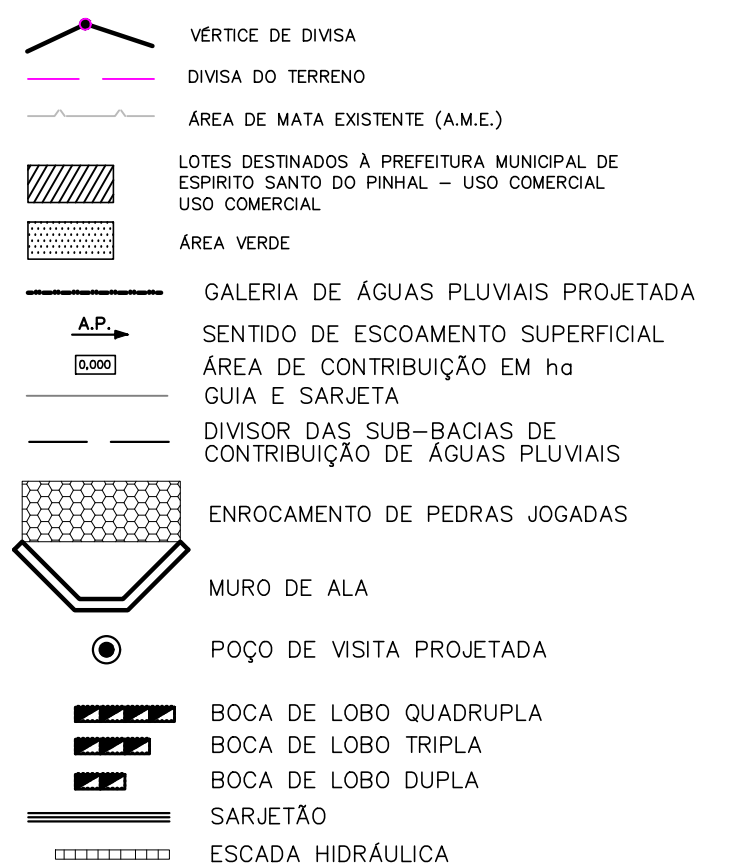 VÉRTICE DE DIVISA
DIVISA DO TERRENO
ÁREA DE MATA EXISTENTE (A.M.E.)
LOTES DESTINADOS À PREFEITURA MUNICIPAL DE
ESPIRITO SANTO DO PINHAL – USO COMERCIAL
USO COMERCIAL
ÁREA VERDE
GALERIA DE ÁGUAS PLUVIAIS PROJETADA
A.P.
SENTIDO DE ESCOAMENTO SUPERFICIAL
0,000
ÁREA DE CONTRIBUIÇÃO EM ha
GUIA E SARJETA
DIVISOR DAS SUB–BACIAS DE
CONTRIBUIÇÃO DE ÁGUAS PLUVIAIS
ENROCAMENTO DE PEDRAS JOGADAS
MURO DE ALA
POÇO DE VISITA PROJETADA
BOCA DE LOBO QUADRUPLA
BOCA DE LOBO TRIPLA
BOCA DE LOBO DUPLA
SARJETÃO
ESCADA HIDRÁULICA